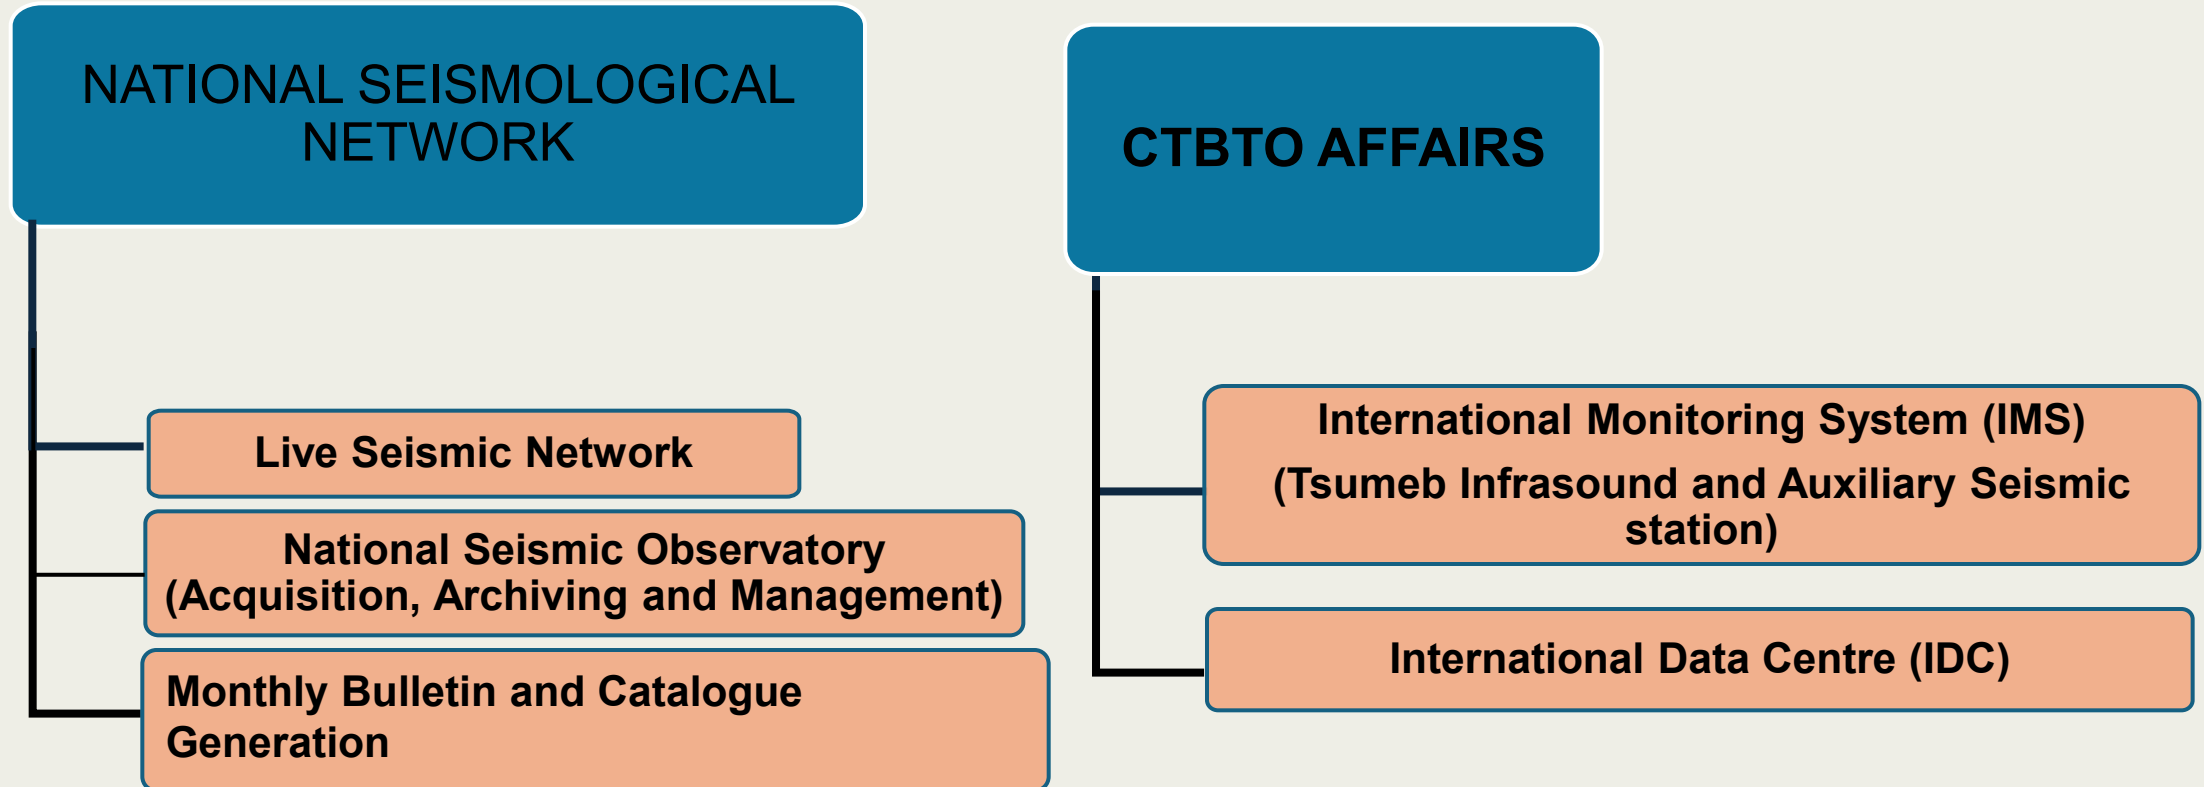 NATIONAL SEISMOLOGICAL
NETWORK
Live Seismic Network
National Seismic Observatory
(Acquisition, Archiving and Management)
Monthly Bulletin and Catalogue
Generation
CTBTO AFFAIRS
International Monitoring System (IMS)
(Tsumeb Infrasound and Auxiliary Seismic
station)
International Data Centre (IDC)